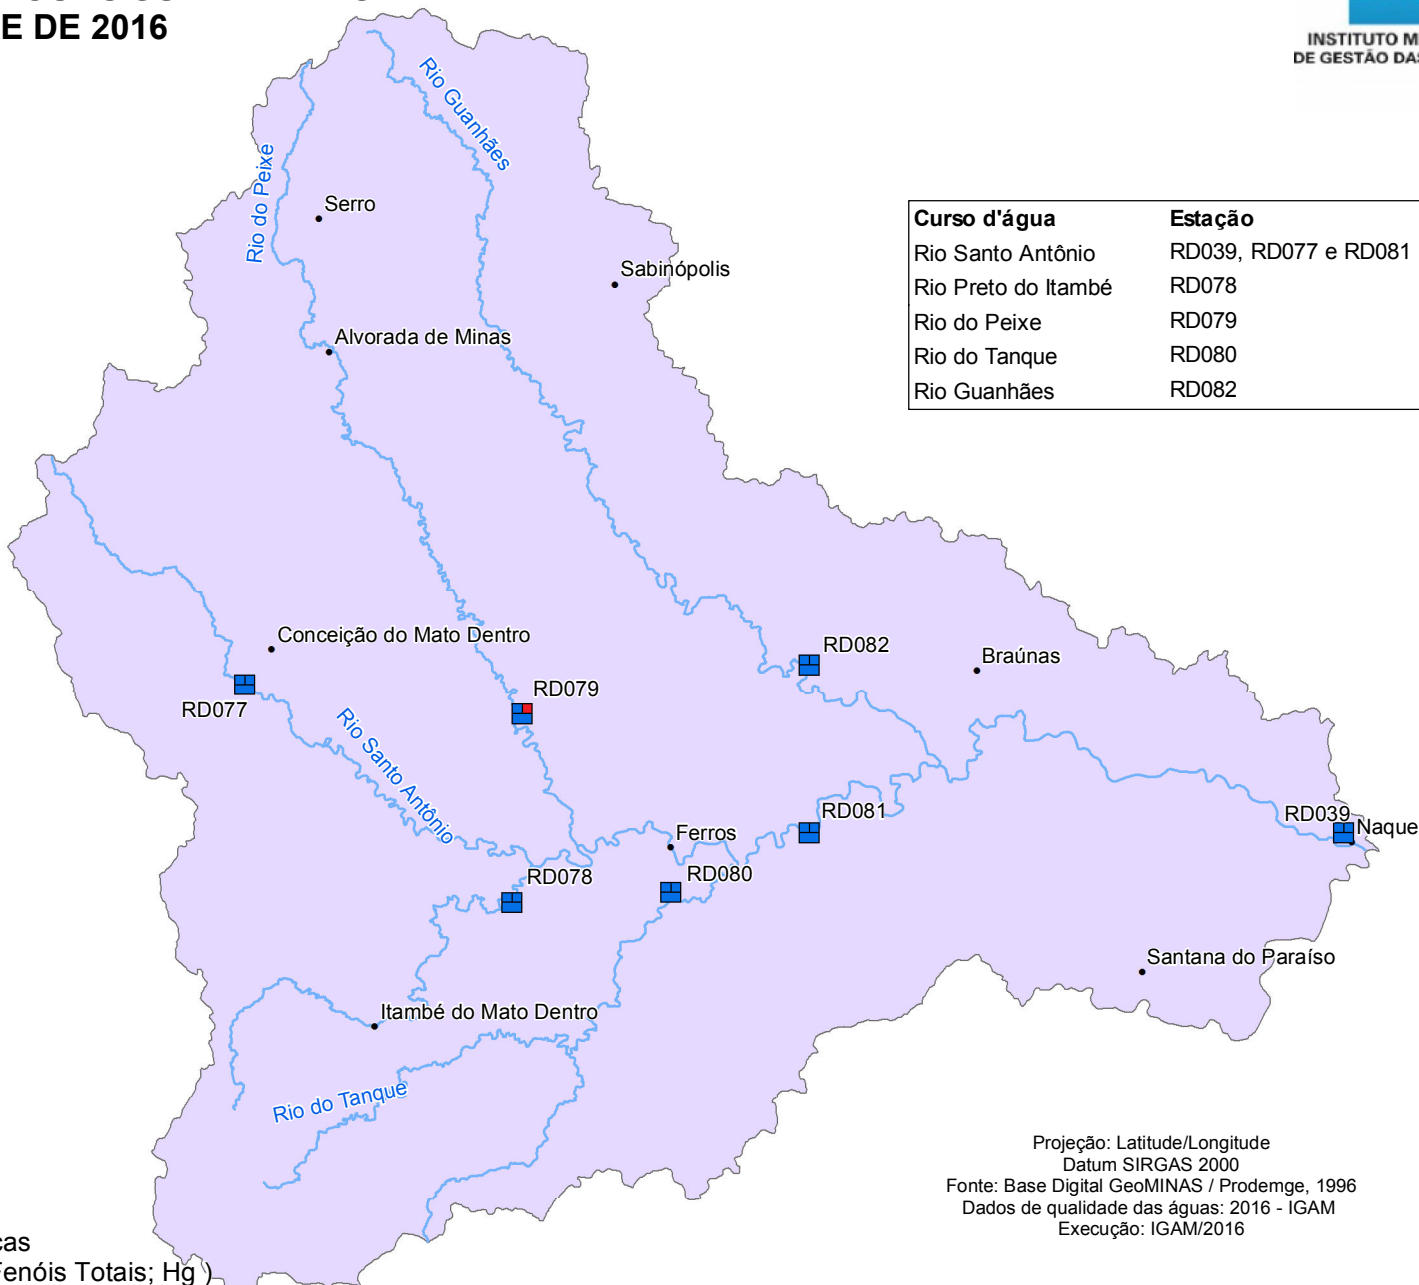 E DE 2016
INSTITUTO M
DE GESTÃO DAS
Rio Guanhães
Rio do Peixe
Serro
Sabinópolis
Alvorada de Minas
Curso d'água Estação
Rio Santo Antônio RD039, RD077 e RD081
Rio Preto do Itambé RD078
Rio do Peixe RD079
Rio do Tanque RD080
Rio Guanhães RD082
Conceição do Mato Dentro
RD082
Braúnas
RD079
RD077
Rio Santo Antônio
RD081
RD039
Naque
Ferros
RD078
RD080
Santana do Paraíso
Itambé do Mato Dentro
Rio do Tanque
Projeção: Latitude/Longitude
Datum SIRGAS 2000
Fonte: Base Digital GeoMINAS / Prodemge, 1996
Dados de qualidade das águas: 2016 - IGAM
Execução: IGAM/2016
cas
Fenóis Totais; Hg )